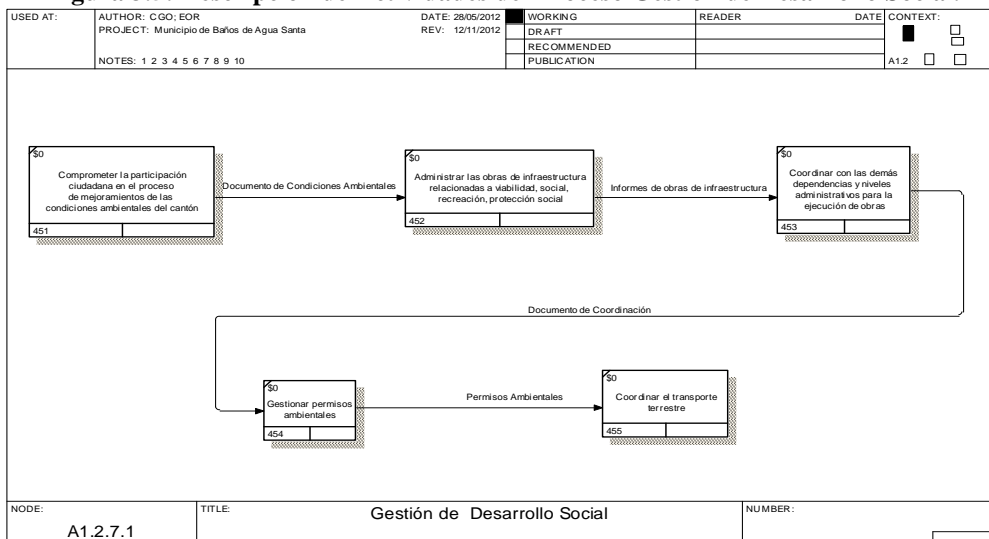 USED AT:
AUTHOR: CGO; EOR
DATE: 28/05/2012
WORKING
READER
DATE
CONTEXT:
PROJECT: Municipio de Baños de Agua Santa
REV: 12/11/2012
DRAFT
RECOMMENDED
NOTES: 1 2 3 4 5 6 7 8 9 10
PUBLICATION
A1.2
$0
Comprometer la participación
ciudadana en el proceso
de mejoramientos de las
condiciones ambientales del cantón
451
Documento de Condiciones Ambientales
$0
Administrar las obras de infraestructura
relacionadas a viabilidad, social,
recreación, protección social
452
Informes de obras de infraestructura
$0
Coordinar con las demás
dependencias y niveles
administrativos para la
ejecución de obras
453
Documento de Coordinación
$0
Gestionar permisos
ambientales
454
Permisos Ambientales
$0
Coordinar el transporte
terrestre
455
NODE:
A1.2.7.1
TITLE:
Gestión de Desarrollo Social
NUMBER: